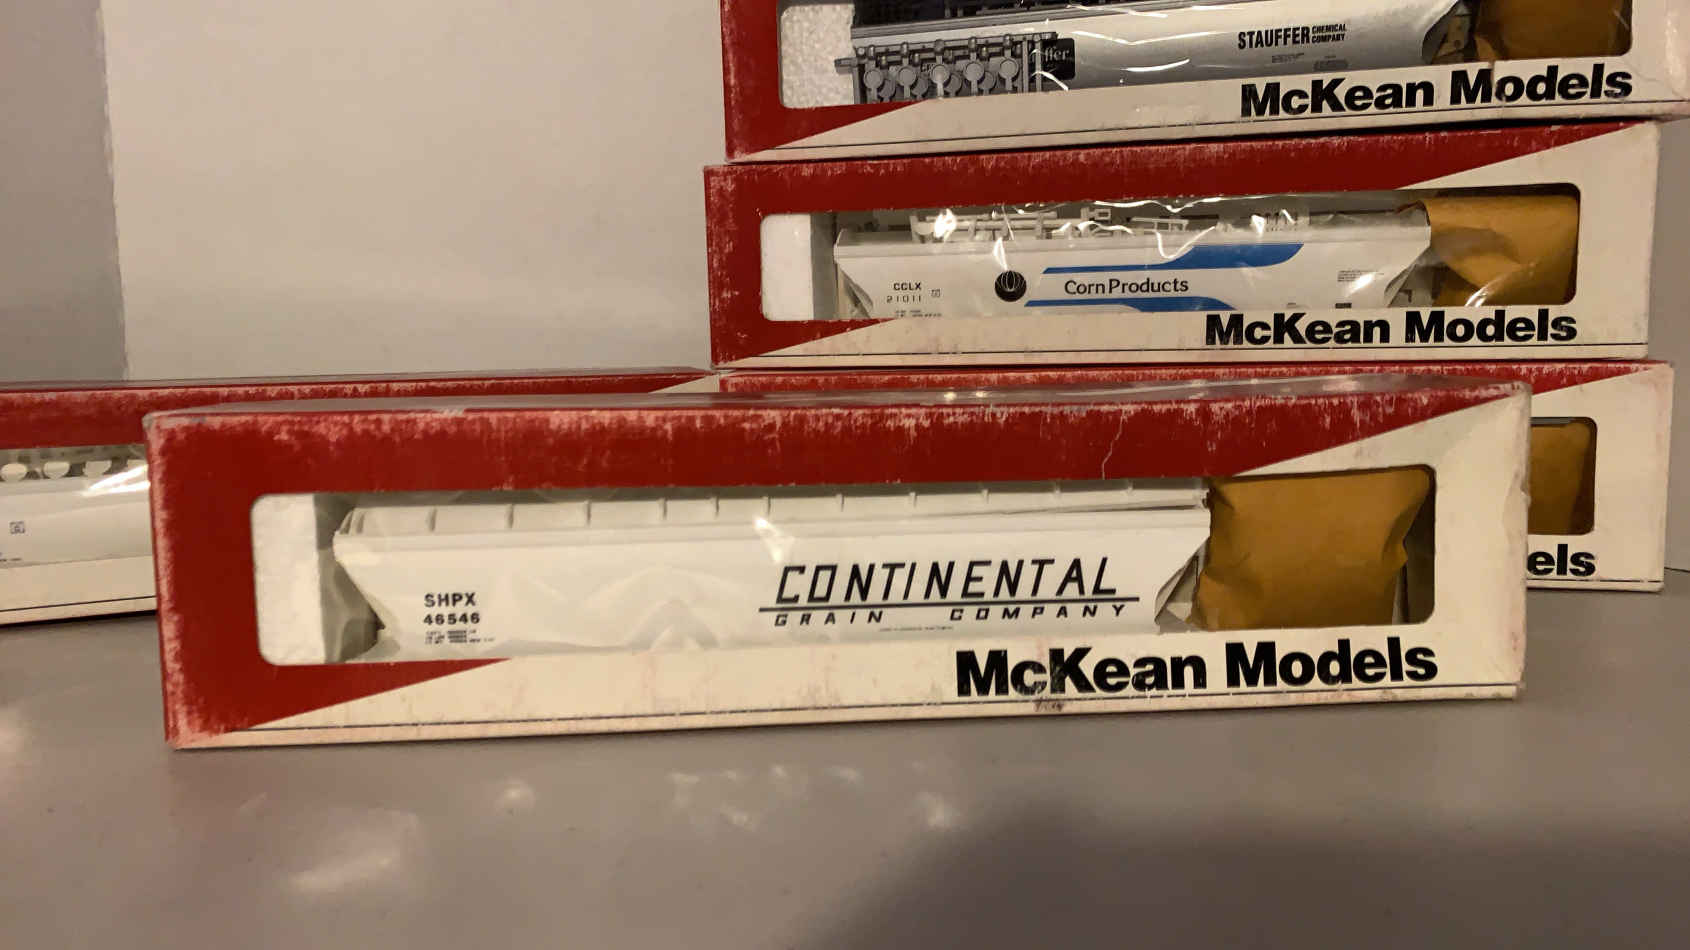 STAUFFER CHEMICAL
COMPANY
McKean Models
CCLX
21011
Corn Products
McKean Models
SHPX
46546
CONTINENTAL
GRAIN COMPANY
McKean Models
els